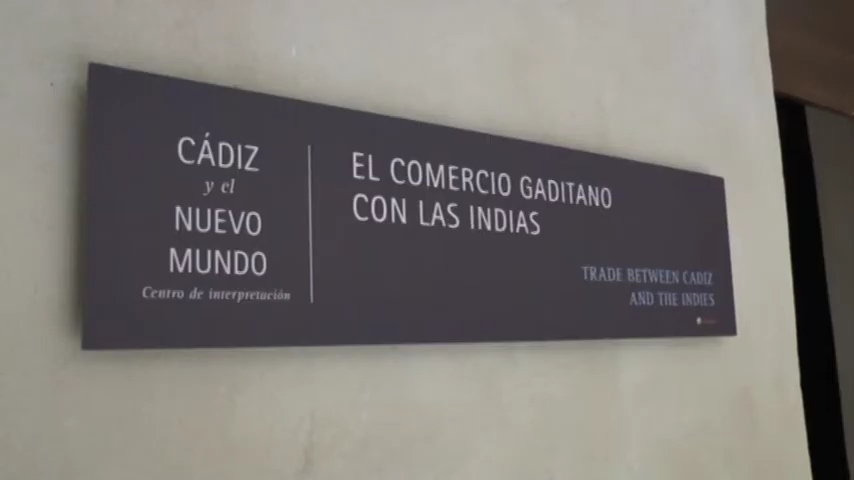 CÁDIZ
y el
NUEVO
MUNDO
Centro de interpretación
EL COMERCIO GADITANO
CON LAS INDIAS
TRADE BETWEEN CADIZ
AND THE INDIES